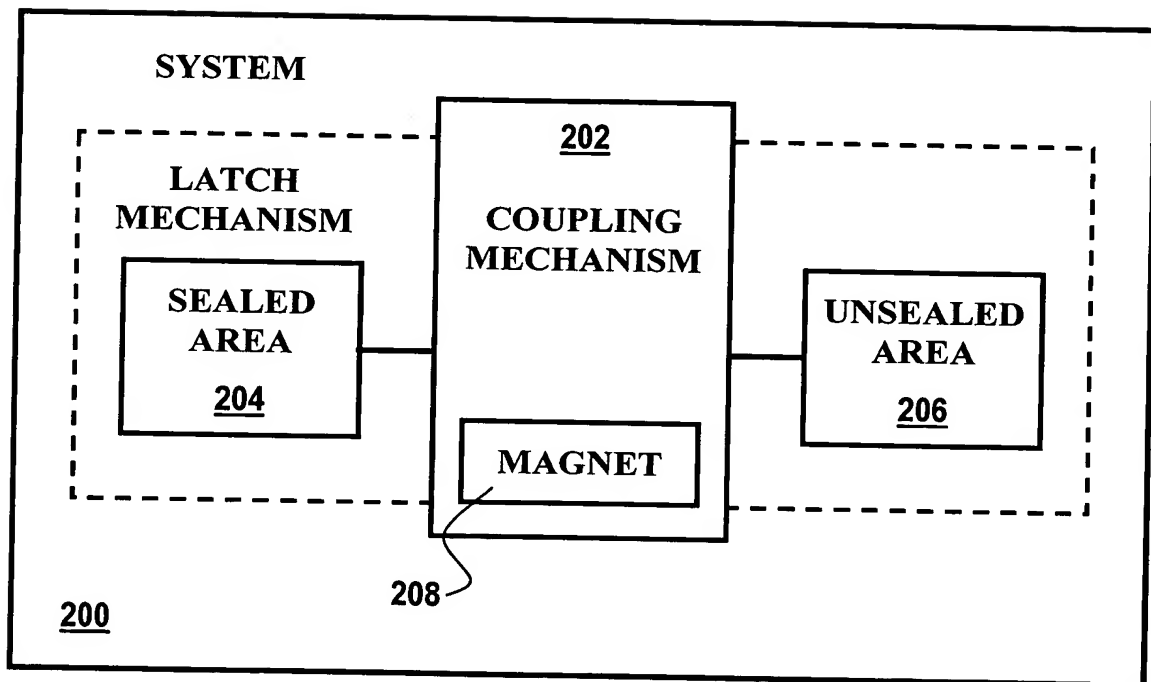 SYSTEM
202
LATCH
MECHANISM
COUPLING
MECHANISM
SEALED
AREA
204
UNSEALED
AREA
206
MAGNET
208
200